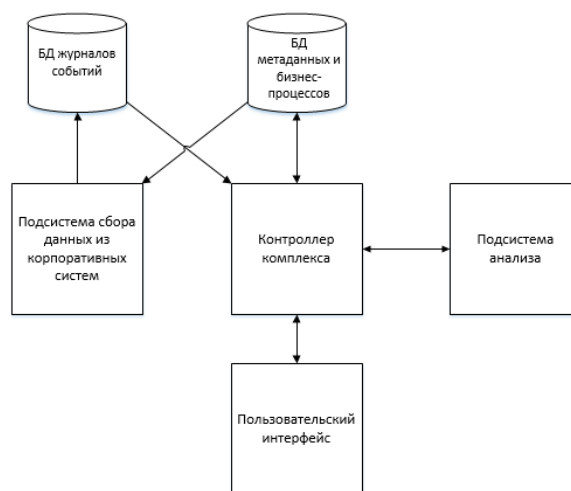 БД журналов
событий
БД
метаданных и
бизнес-
процессов
Подсистема сбора
данных из
корпоративных
систем
Контроллер
комплекса
Подсистема
анализа
Пользовательский
интерфейс